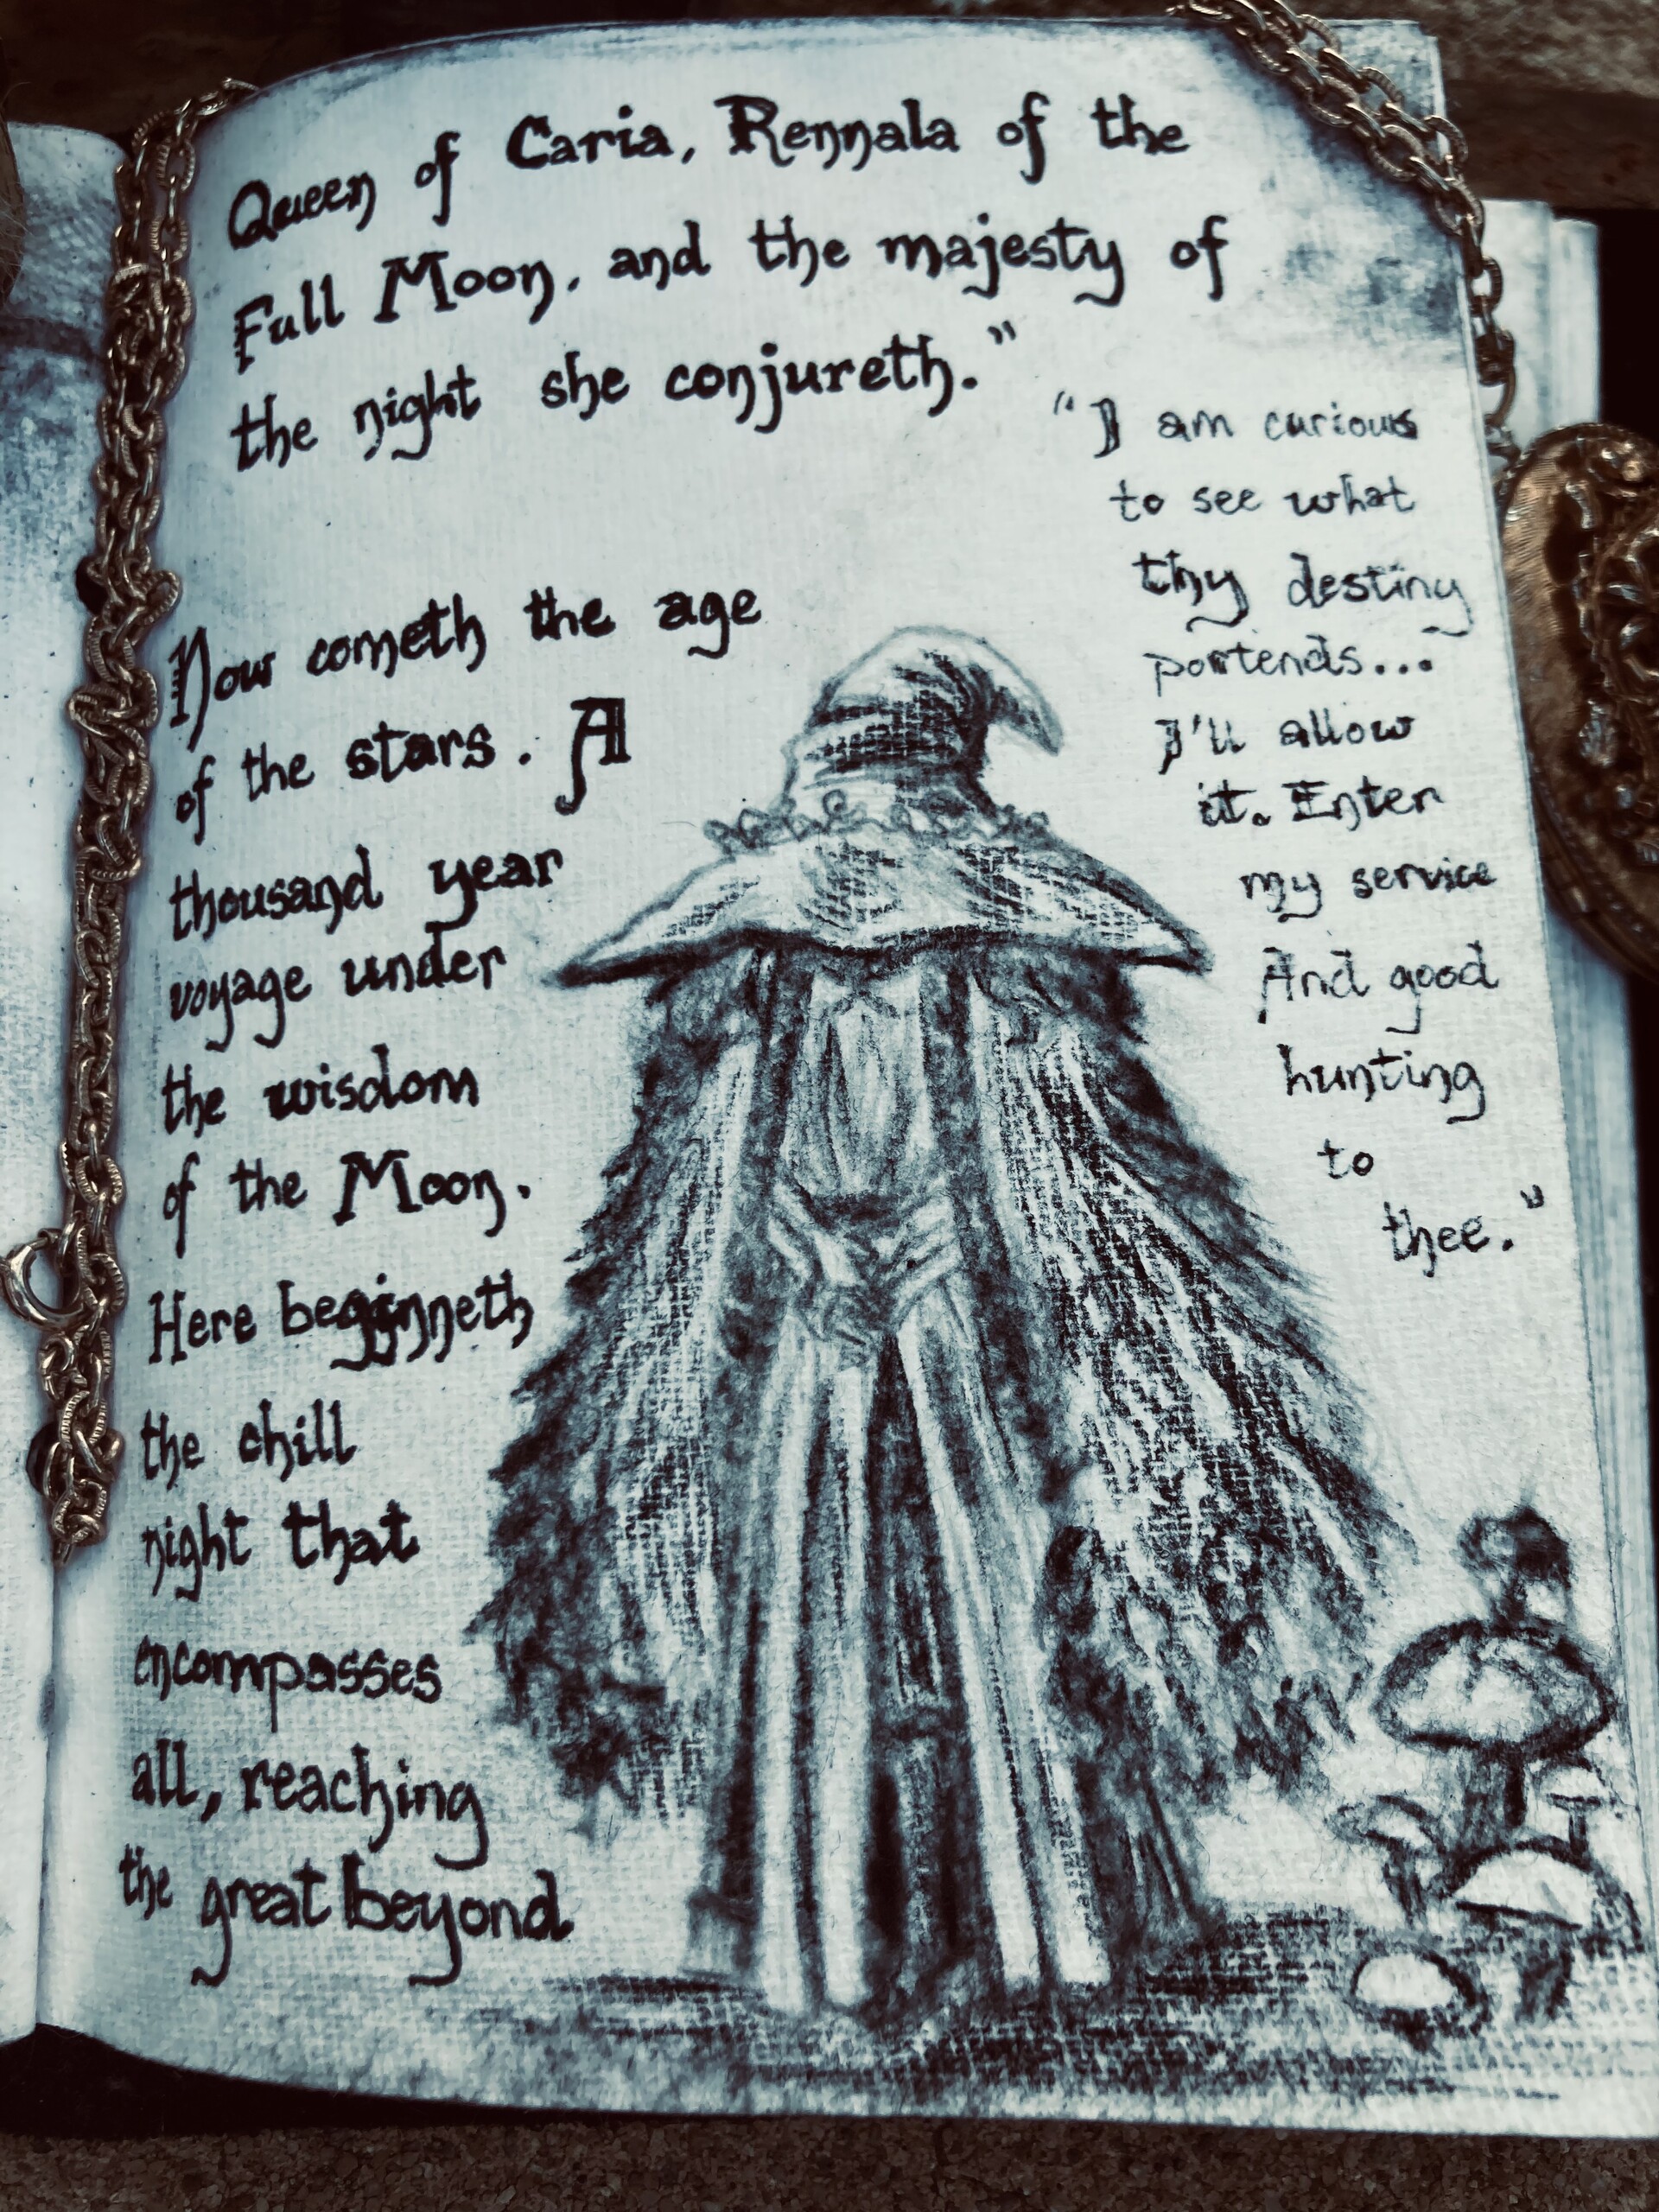 Queen of Caria, Rennala of the
Full Moon, and the majesty of
the night she conjureth."
"I am curious
to see what
thy destiny
portends..."
I'll allow
it. Enter
my service
And good
hunting
to
thee."
Now cometh the age
of the stars. A
thousand year
voyage under
the wisdom
of the Moon.
Here beginneth
the chill
night that
encompasses
all, reaching
the great beyond